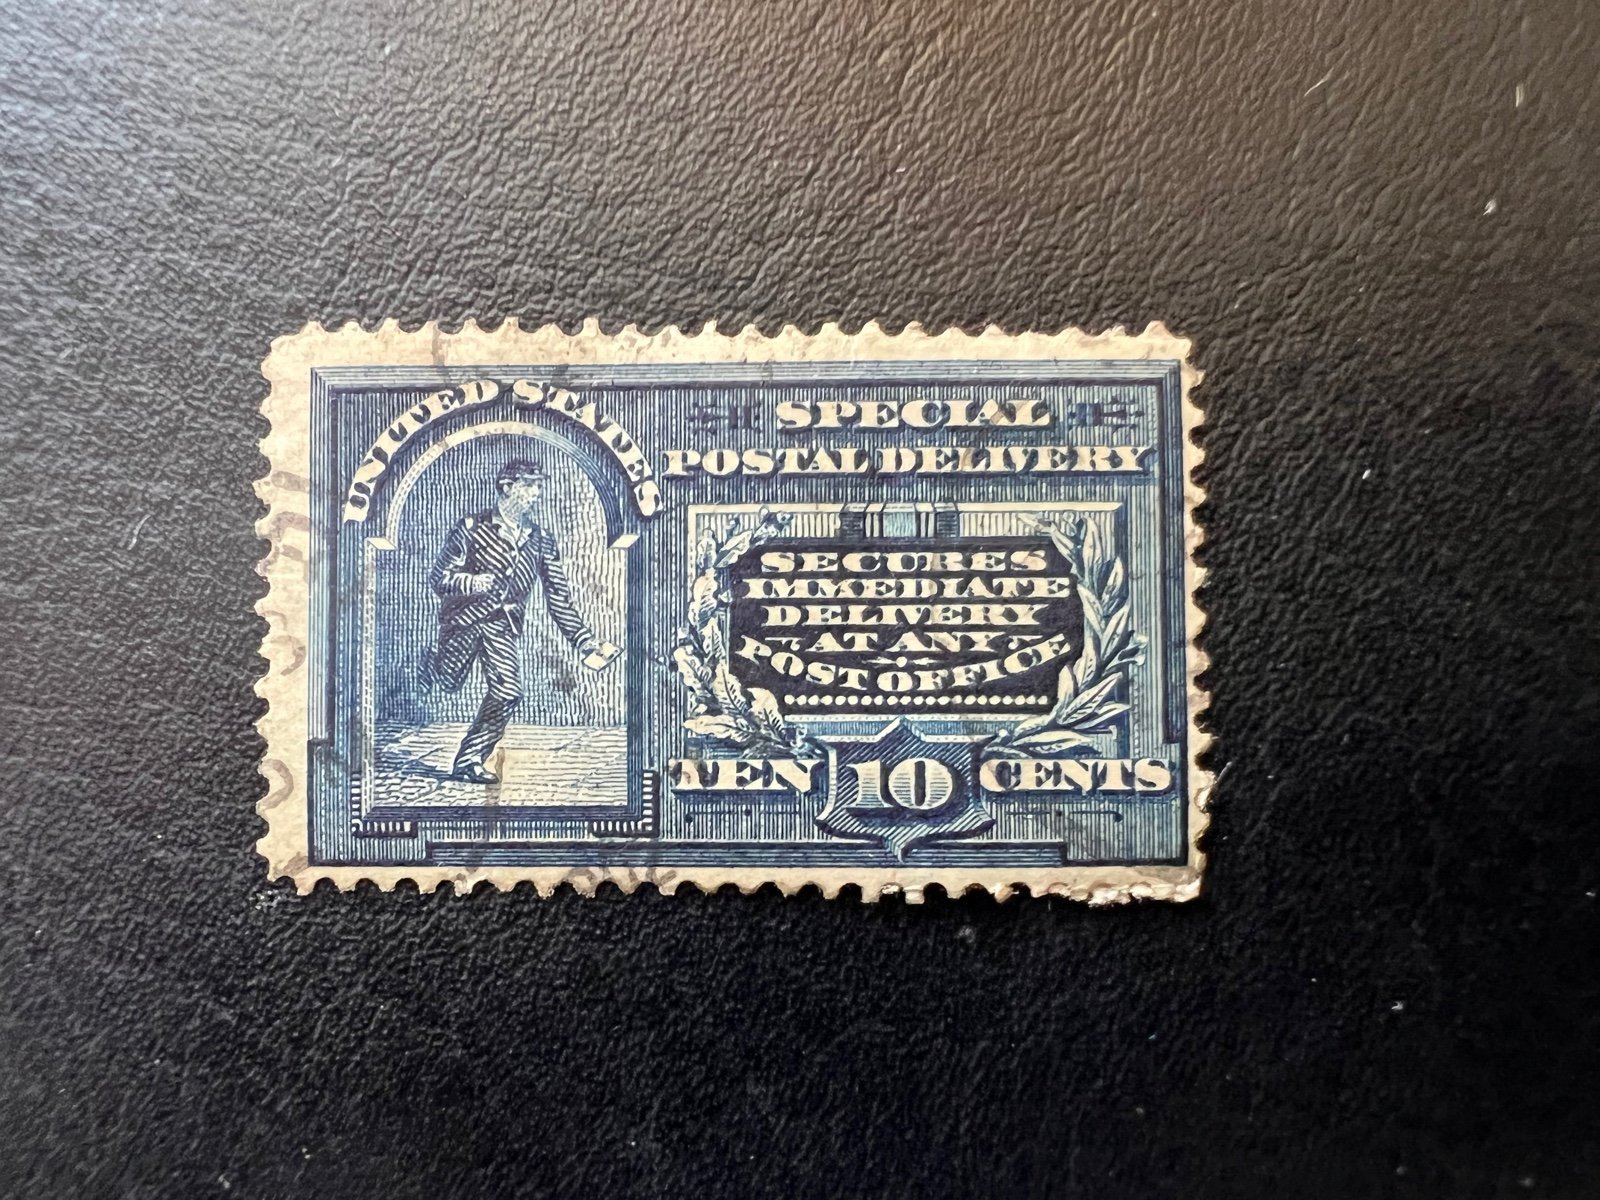 UNITED STATES
SPECIAL
POSTAL DELIVERY
SECURES
IMMEDIATE
DELIVERY
AT ANY
POST OFFICE
TEN 10 CENTS